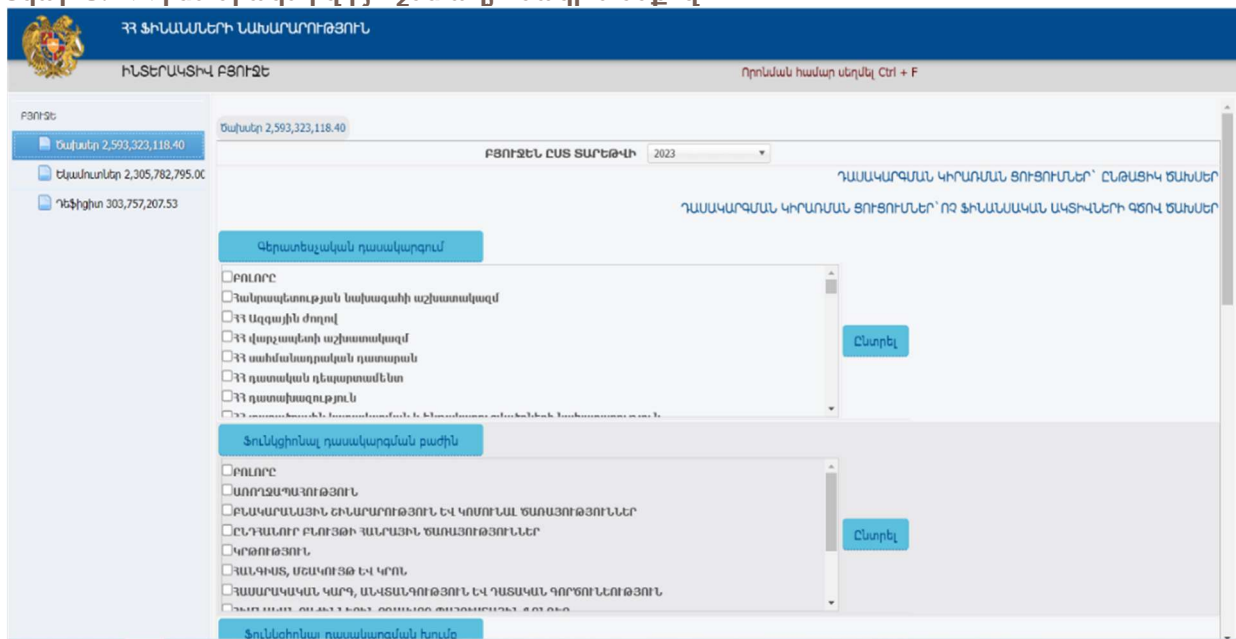 ՀՀ ՖԻՆԱՆՍՆԵՐԻ ՆԱԽԱՐԱՐՈՒԹՅՈՒՆ
ԻՆՏԵՐԱԿՏԻՎ ԲՅՈՒՋԵ
Որոնման համար սեղմել Ctrl + F
ԲՅՈՒՋԵ
Ծախսեր 2,593,323,118.40
Եկամուտներ 2,305,782,795.00
Դեֆիցիտ 303,757,207.53
Ծախսեր 2,593,323,118.40
ԲՅՈՒՋԵՆ ԸՍՏ ՏԱՐԵԹՎԻ 2023
ԴԱՍԱԿԱՐԳՄԱՆ ԿԻՐԱՌՄԱՆ ՑՈՒՑՈՒՄՆԵՐ՝ ԸՆԹԱՑԻԿ ԾԱԽՍԵՐ
ԴԱՍԱԿԱՐԳՄԱՆ ԿԻՐԱՌՄԱՆ ՑՈՒՑՈՒՄՆԵՐ՝ ՈՉ ՖԻՆԱՆՍԱԿԱՆ ԱԿՏԻՎՆԵՐԻ ԳԾՈՎ ԾԱԽՍԵՐ
Գերատեսչական դասակարգում
ԲՈԼՈՐԸ
Հանրապետության նախագահի աշխատակազմ
ՀՀ Ազգային ժողով
ՀՀ վարչապետի աշխատակազմ
ՀՀ սահմանադրական դատարան
ՀՀ դատական դեպարտամենտ
ՀՀ դատախազություն
Ընտրել
Ֆունկցիոնալ դասակարգման բաժին
ԲՈԼՈՐԸ
ԱՌՈՂՋԱՊԱՀՈՒԹՅՈՒՆ
ԲՆԱԿԱՐԱՆԱՅԻՆ ՇԻՆԱՐԱՐՈՒԹՅՈՒՆ ԵՎ ԿՈՄՈՒՆԱԼ ԾԱՌԱՅՈՒԹՅՈՒՆՆԵՐ
ԸՆԴՀԱՆՈՒՐ ԲՆՈՒՅԹԻ ՀԱՆՐԱՅԻՆ ԾԱՌԱՅՈՒԹՅՈՒՆՆԵՐ
ԿՐԹՈՒԹՅՈՒՆ
ՀԱՆԳԻՍՏ, ՄՇԱԿՈՒՅԹ ԵՎ ԿՐՈՆ
ՀԱՍԱՐԱԿԱԿԱՆ ԿԱՐԳ, ԱՆՎՏԱՆԳՈՒԹՅՈՒՆ ԵՎ ԴԱՏԱԿԱՆ ԳՈՐԾՈՒՆԵՈՒԹՅՈՒՆ
Ընտրել
Ֆունկցիոնալ դասակարգման խումբ